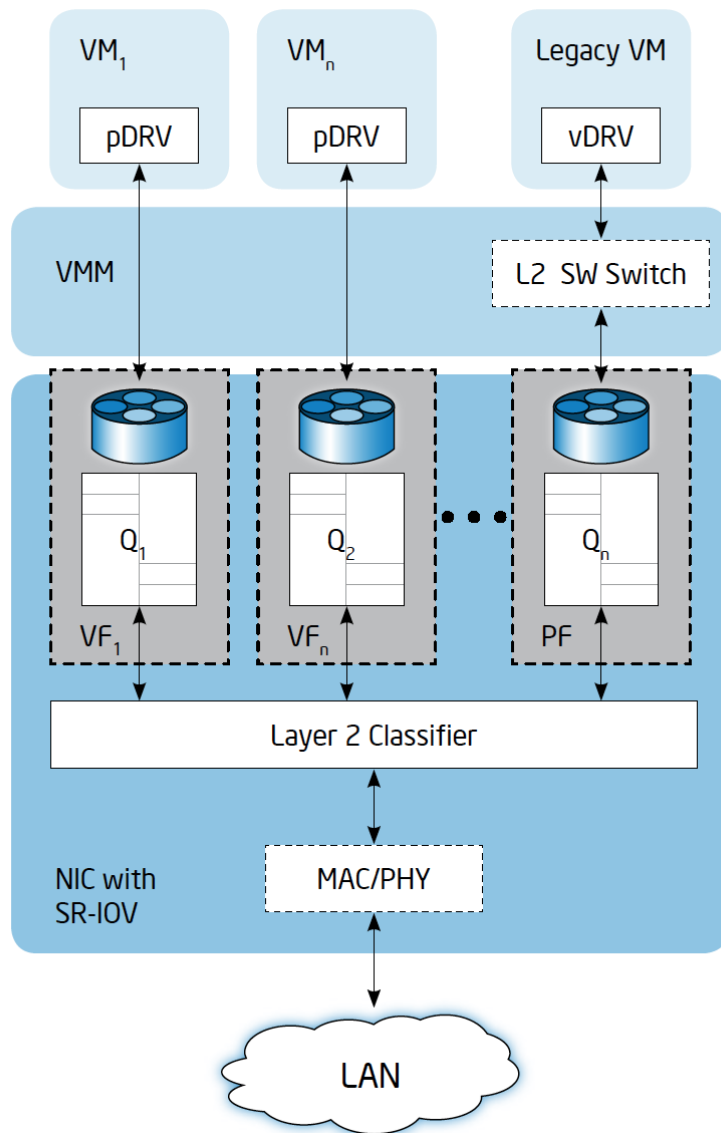 VM₁
VMₙ
Legacy VM
pDRV
pDRV
vDRV
VMM
L2 SW Switch
Q₁
Q₂
Qₙ
VF₁
VFₙ
PF
Layer 2 Classifier
NIC with
SR-IOV
MAC/PHY
LAN